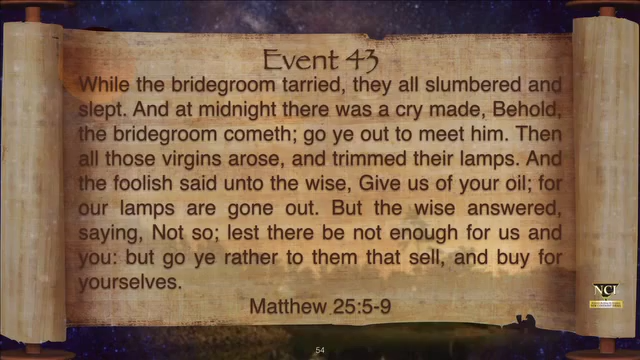 Event 43
While the bridegroom tarried, they all slumbered and
slept. And at midnight there was a cry made, Behold,
the bridegroom cometh; go ye out to meet him. Then
all those virgins arose, and trimmed their lamps. And
the foolish said unto the wise, Give us of your oil; for
our lamps are gone out. But the wise answered,
saying, Not so; lest there be not enough for us and
you: but go ye rather to them that sell, and buy for
yourselves.
Matthew 25:5-9
NCI
54